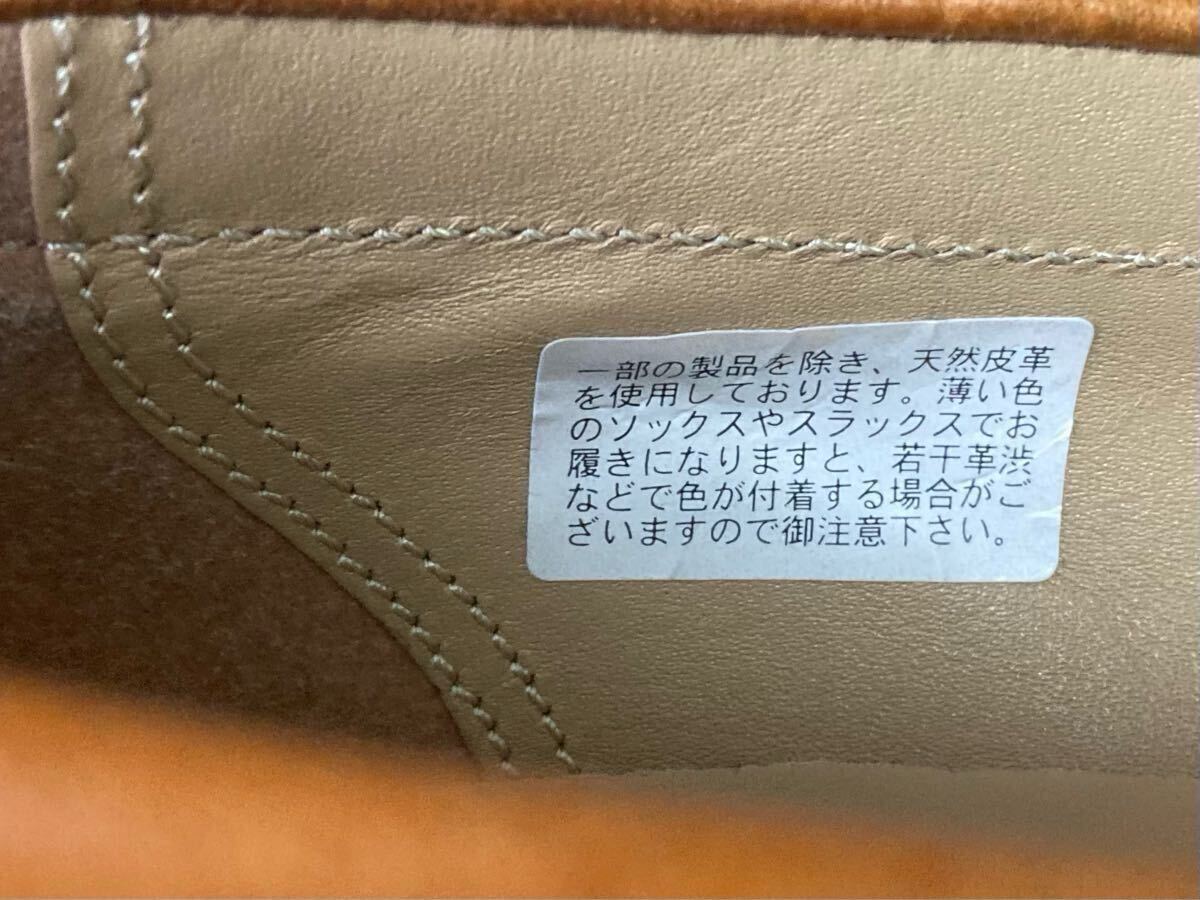 一部の製品を除き、天然皮革
を使用しております。薄い色
のソックスやスラックスでお
履きになりますと、若干革渋
などで色が付着する場合がご
ざいますので御注意下さい。